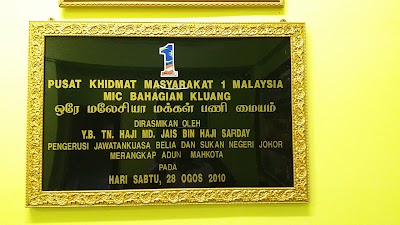 1
PUSAT KHIDMAT MASYARAKAT 1 MALAYSIA
MIC BAHAGIAN KLUANG
ஒரே மலேசியா மக்கள் பணி மையம்
DIRASMIKAN OLEH
Y.B. TN. HAJI MD. JAIS BIN HAJI SARDAY
PENGERUSI JAWATANKUASA BELIA DAN SUKAN NEGERI JOHOR
MERANGKAP ADUN MAHKOTA
PADA
HARI SABTU, 28 OGOS 2010